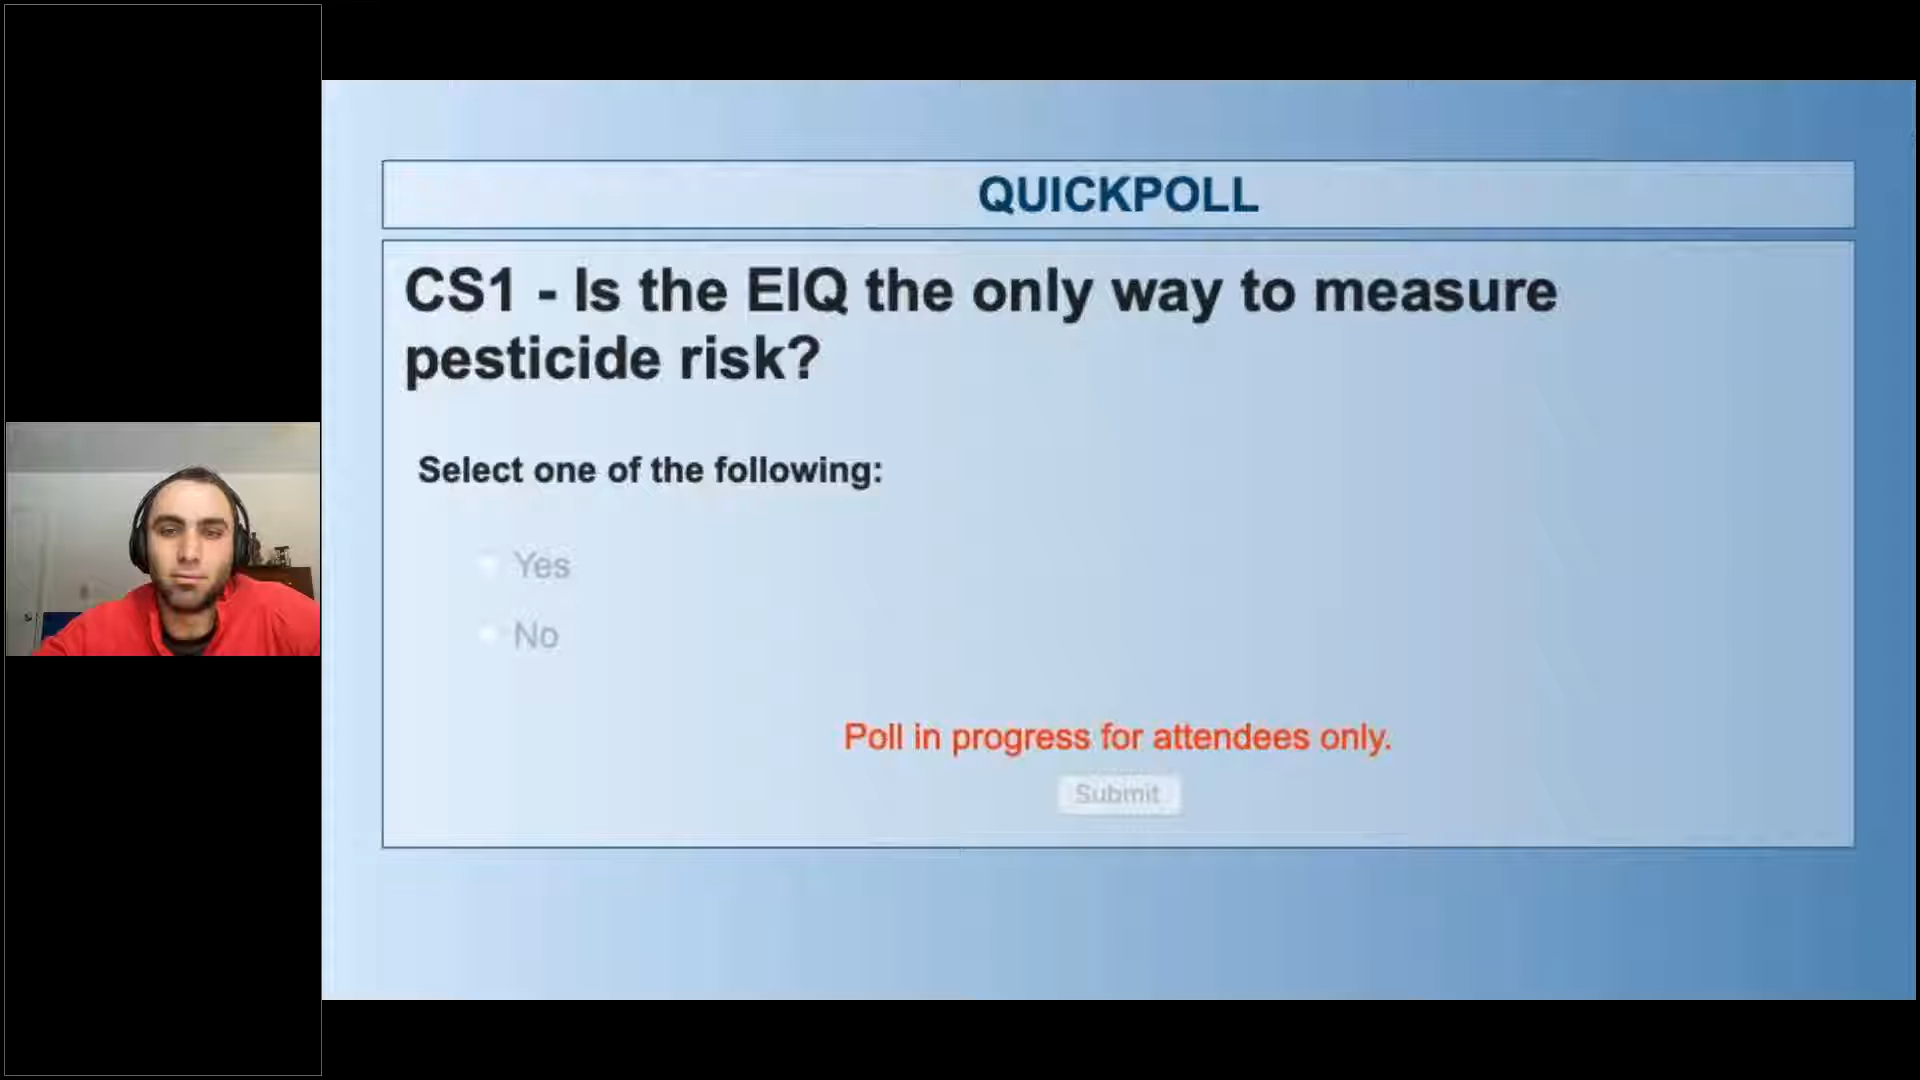 QUICKPOLL
CS1 - Is the EIQ the only way to measure
pesticide risk?
Select one of the following:
Yes
No
Poll in progress for attendees only.
Submit